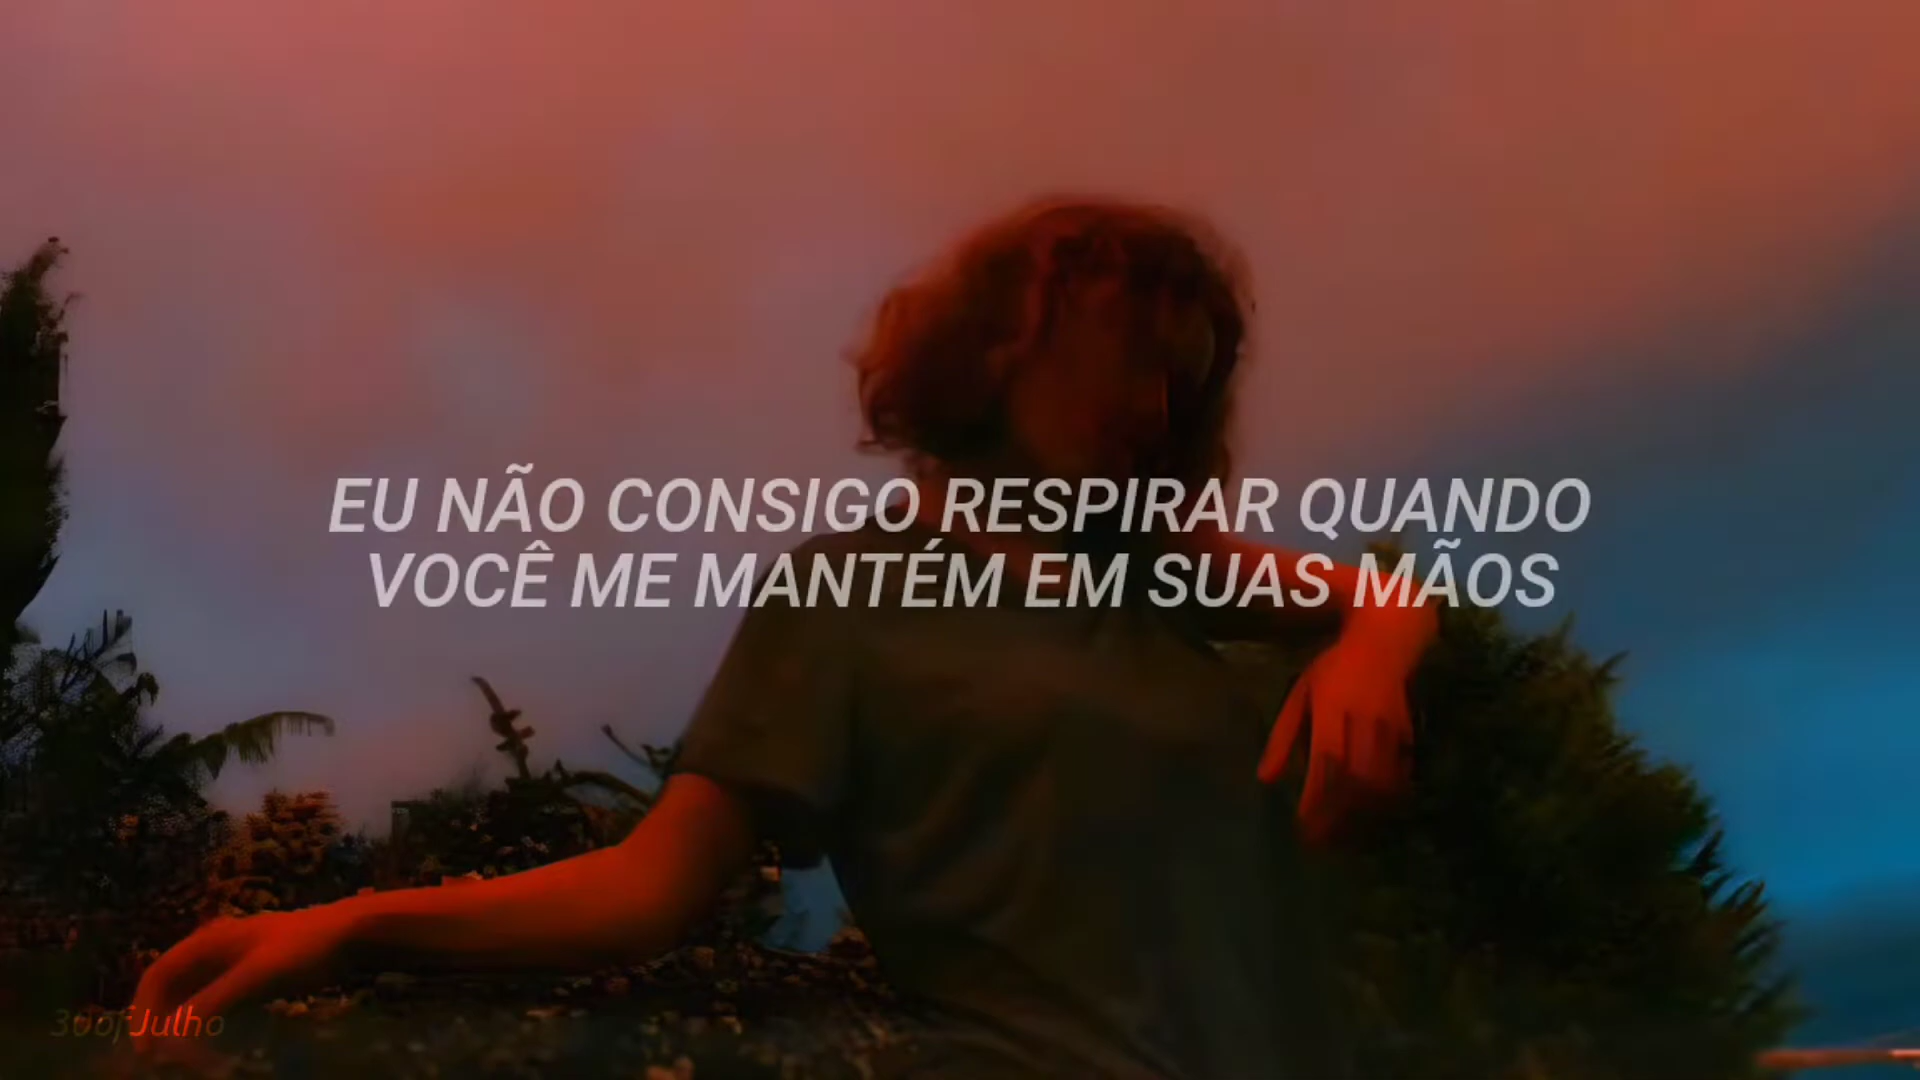 EU NÃO CONSIGO RESPIRAR QUANDO
VOCÊ ME MANTÉM EM SUAS MÃOS
30ofJulho